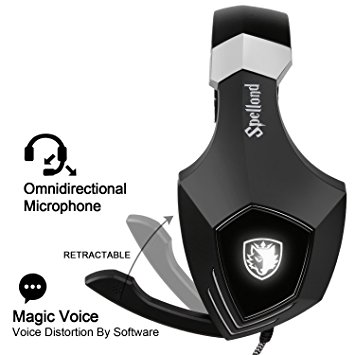 Spellond
Omnidirectional
Microphone
RETRACTABLE
Magic Voice
Voice Distortion By Software